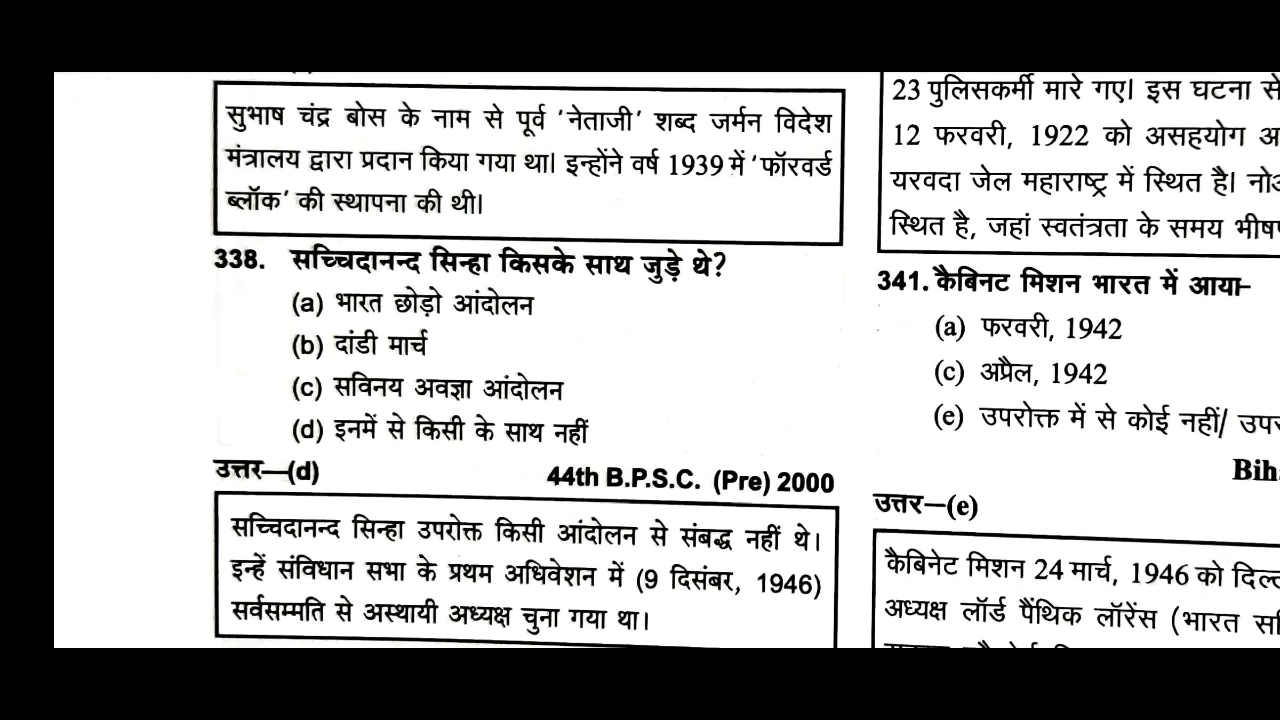 सुभाष चंद्र बोस के नाम से पूर्व 'नेताजी' शब्द जर्मन विदेश
मंत्रालय द्वारा प्रदान किया गया था। इन्होंने वर्ष 1939 में 'फॉरवर्ड
ब्लॉक' की स्थापना की थी।
338. सच्चिदानन्द सिन्हा किसके साथ जुड़े थे?
(a) भारत छोड़ो आंदोलन
(b) दांडी मार्च
(c) सविनय अवज्ञा आंदोलन
(d) इनमें से किसी के साथ नहीं
उत्तर—(d) 44th B.P.S.C. (Pre) 2000
सच्चिदानन्द सिन्हा उपरोक्त किसी आंदोलन से संबद्ध नहीं थे।
इन्हें संविधान सभा के प्रथम अधिवेशन में (9 दिसंबर, 1946)
सर्वसम्मति से अस्थायी अध्यक्ष चुना गया था।
23 पुलिसकर्मी मारे गए। इस घटना से
12 फरवरी, 1922 को असहयोग अ
यरवदा जेल महाराष्ट्र में स्थित है। नोअ
स्थित है, जहां स्वतंत्रता के समय भीष
341. कैबिनट मिशन भारत में आया–
(a) फरवरी, 1942
(c) अप्रैल, 1942
(e) उपरोक्त में से कोई नहीं/ उपर
Bih
उत्तर—(e)
कैबिनेट मिशन 24 मार्च, 1946 को दिल्
अध्यक्ष लॉर्ड पैंथिक लॉरेंस (भारत स